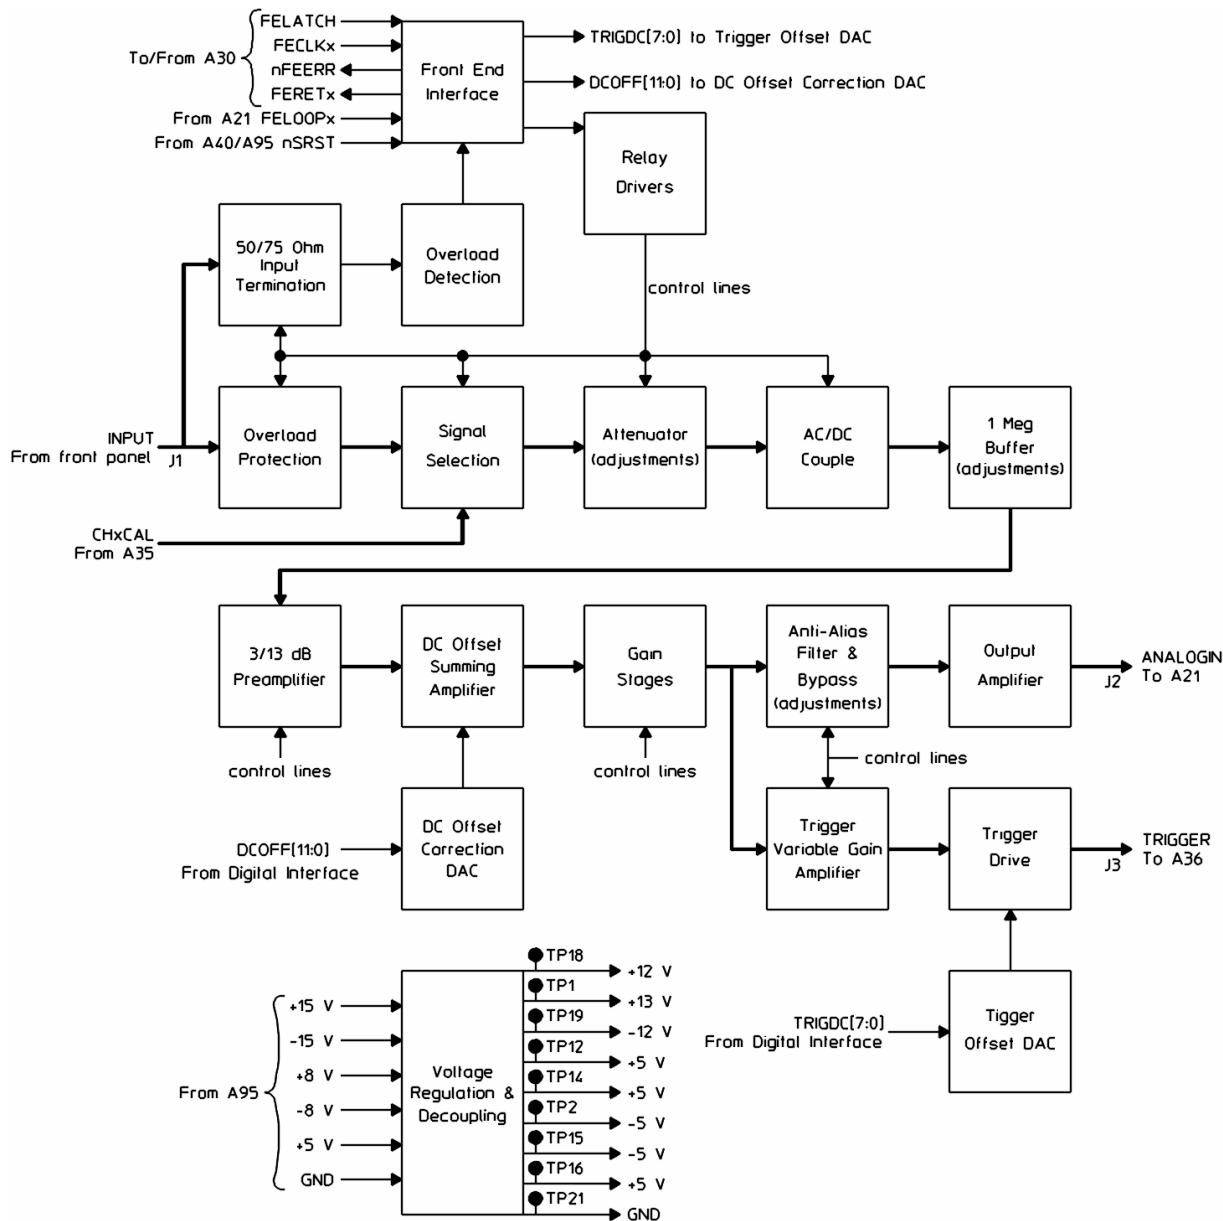 FELATCH
To/From A30
FECLKx
nFEERR
FERETx
From A21 FELOOPx
From A40/A95 nSRST
Front End
Interface
TRIGDC[7:0] to Trigger Offset DAC
DCOFF[11:0] to DC Offset Correction DAC
Relay
Drivers
50/75 Ohm
Input
Termination
Overload
Detection
control lines
INPUT
From front panel
J1
Overload
Protection
Signal
Selection
Attenuator
(adjustments)
AC/DC
Couple
1 Meg
Buffer
(adjustments)
CHxCAL
From A35
3/13 dB
Preamplifier
DC Offset
Summing
Amplifier
Gain
Stages
Anti-Alias
Filter &
Bypass
(adjustments)
Output
Amplifier
J2
ANALOGIN
To A21
control lines
control lines
control lines
DCOFF[11:0]
From Digital Interface
DC Offset
Correction
DAC
Trigger
Variable Gain
Amplifier
Trigger
Drive
J3
TRIGGER
To A36
TRIGDC[7:0]
From Digital Interface
Tigger
Offset DAC
From A95
+15 V
-15 V
+8 V
-8 V
+5 V
GND
Voltage
Regulation &
Decoupling
TP18
+12 V
TP1
+13 V
TP19
-12 V
TP12
+5 V
TP14
+5 V
TP2
-5 V
TP15
-5 V
TP16
+5 V
TP21
GND